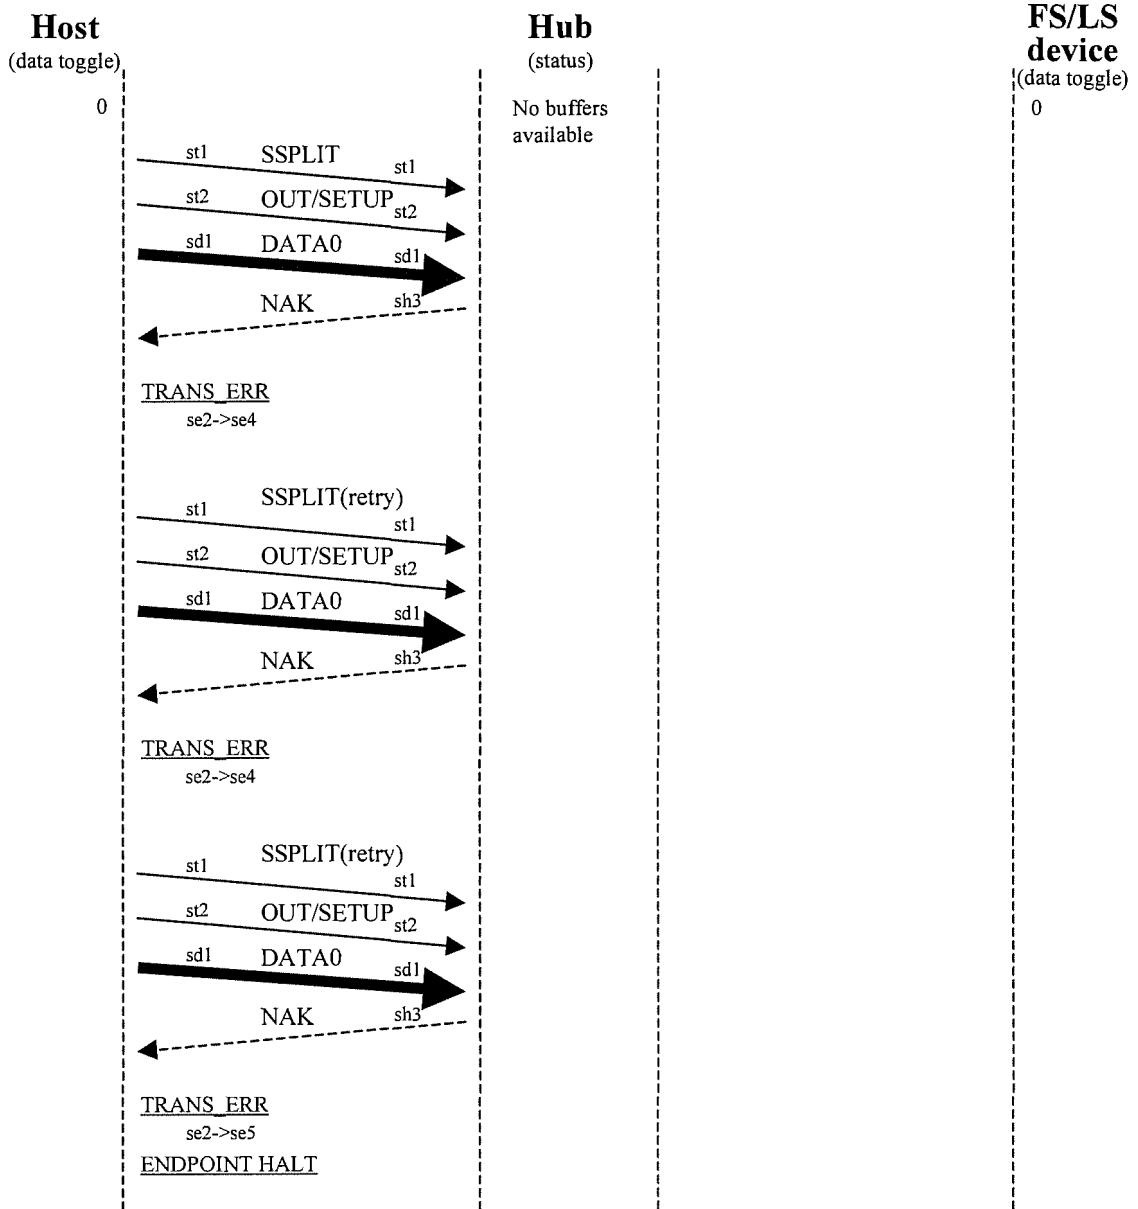 Host
(data toggle)
Hub
(status)
FS/LS
device
(data toggle)
0
No buffers
available
0
st1 SSPLIT st1
st2 OUT/SETUP st2
sd1 DATA0 sd1
NAK sh3
TRANS_ERR
se2->se4
SSPLIT(retry)
st1 st1
st2 OUT/SETUP st2
sd1 DATA0 sd1
NAK sh3
TRANS_ERR
se2->se4
SSPLIT(retry)
st1 st1
st2 OUT/SETUP st2
sd1 DATA0 sd1
NAK sh3
TRANS_ERR
se2->se5
ENDPOINT HALT